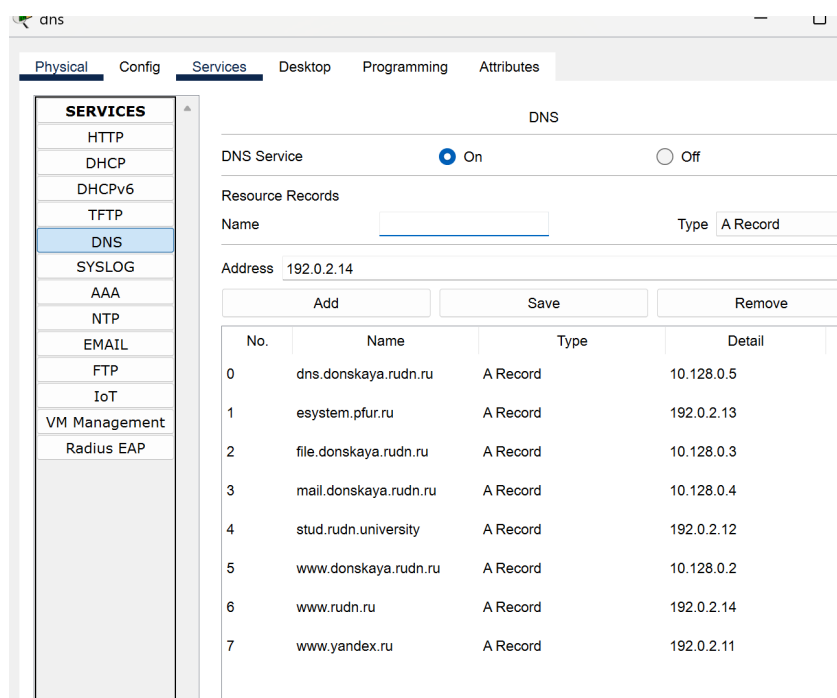 dns
Physical Config Services Desktop Programming Attributes
SERVICES
HTTP
DHCP
DHCPv6
TFTP
DNS
SYSLOG
AAA
NTP
EMAIL
FTP
IoT
VM Management
Radius EAP
DNS
DNS Service On Off
Resource Records
Name Type A Record
Address 192.0.2.14
Add Save Remove
No. Name Type Detail
0 dns.donskaya.rudn.ru A Record 10.128.0.5
1 esystem.pfur.ru A Record 192.0.2.13
2 file.donskaya.rudn.ru A Record 10.128.0.3
3 mail.donskaya.rudn.ru A Record 10.128.0.4
4 stud.rudn.university A Record 192.0.2.12
5 www.donskaya.rudn.ru A Record 10.128.0.2
6 www.rudn.ru A Record 192.0.2.14
7 www.yandex.ru A Record 192.0.2.11